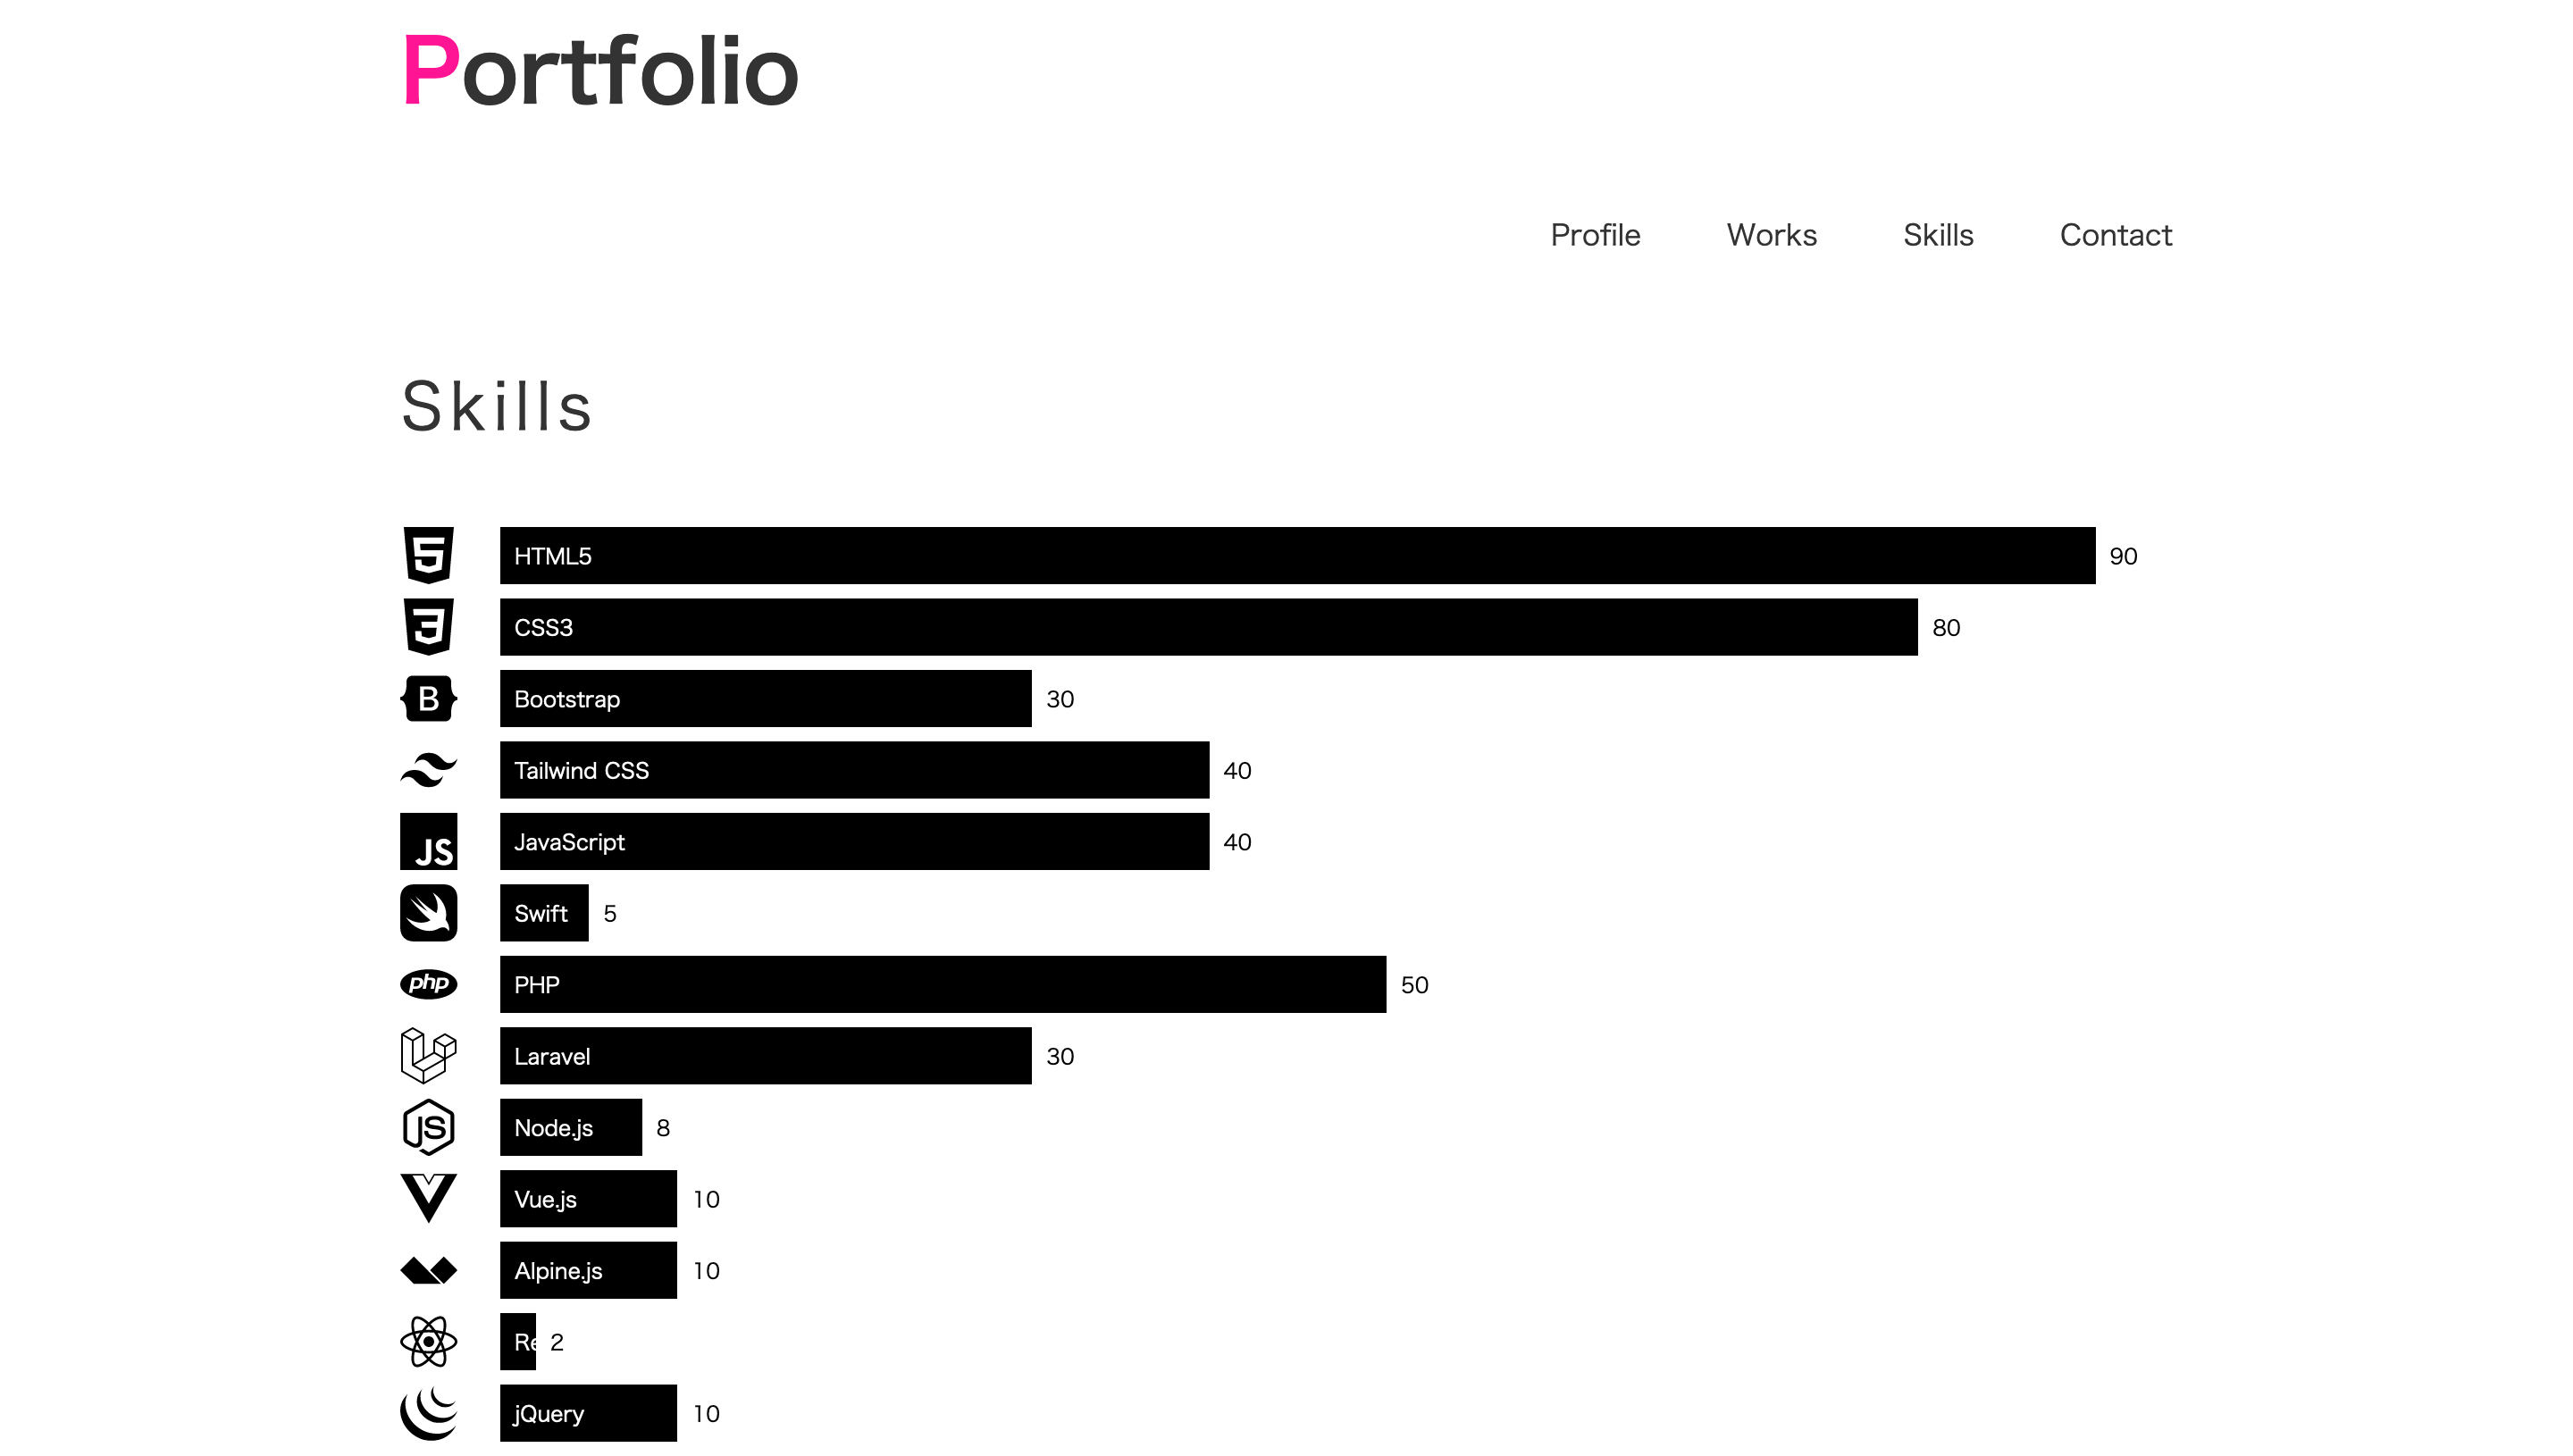 Portfolio
Profile Works Skills Contact
Skills
HTML5 90
CSS3 80
B Bootstrap 30
Tailwind CSS 40
JS JavaScript 40
Swift 5
php PHP 50
Laravel 30
JS Node.js 8
Vue.js 10
Alpine.js 10
Re 2
jQuery 10